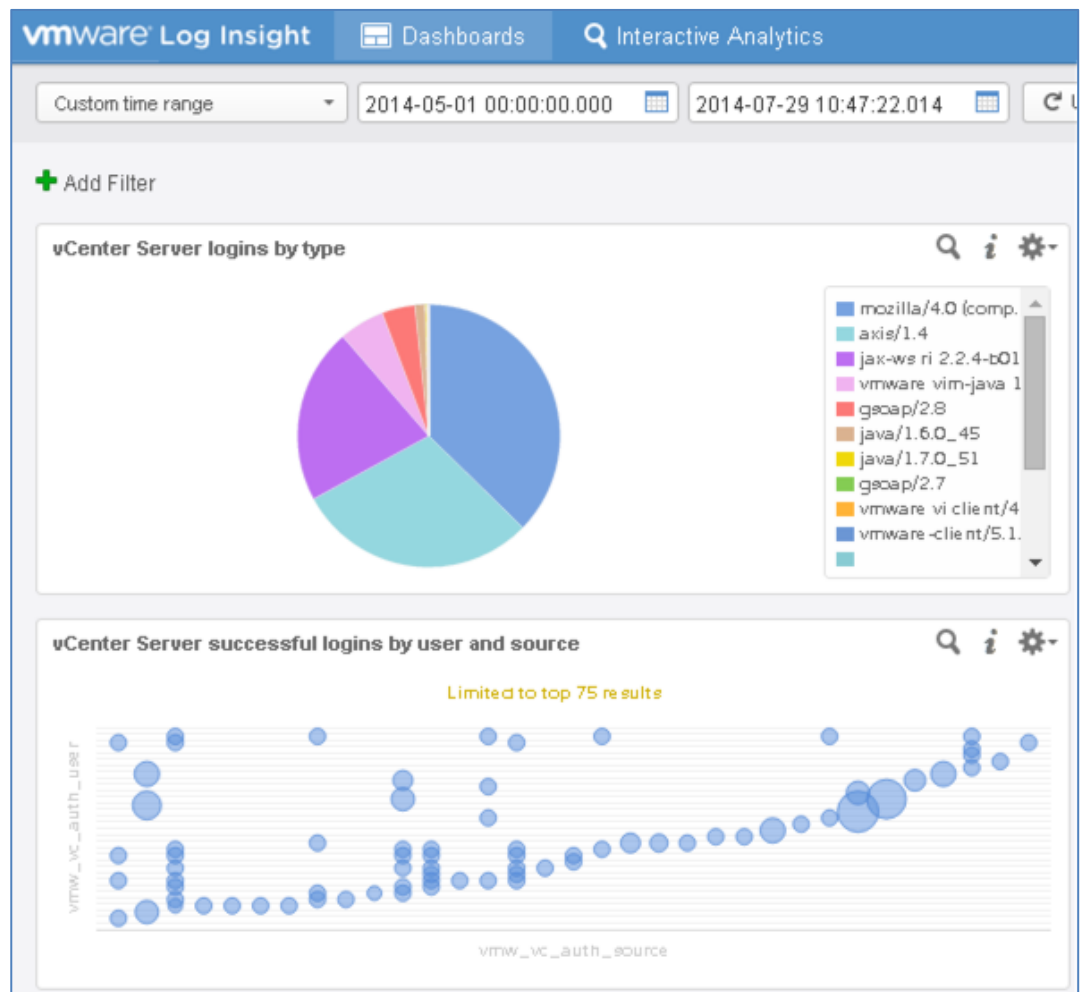 vmware Log Insight Dashboards Interactive Analytics
Custom time range 2014-05-01 00:00:00.000 2014-07-29 10:47:22.014
Add Filter
vCenter Server logins by type
mozilla/4.0 (comp.
axis/1.4
jax-ws ri 2.2.4-b01
vmware vim-java 1
gsoap/2.8
java/1.6.0_45
java/1.7.0_51
gsoap/2.7
vmware vi client/4
vmware-client/5.1.
vCenter Server successful logins by user and source
Limited to top 75 results
vmw_vc_auth_user
vmw_vc_auth_source